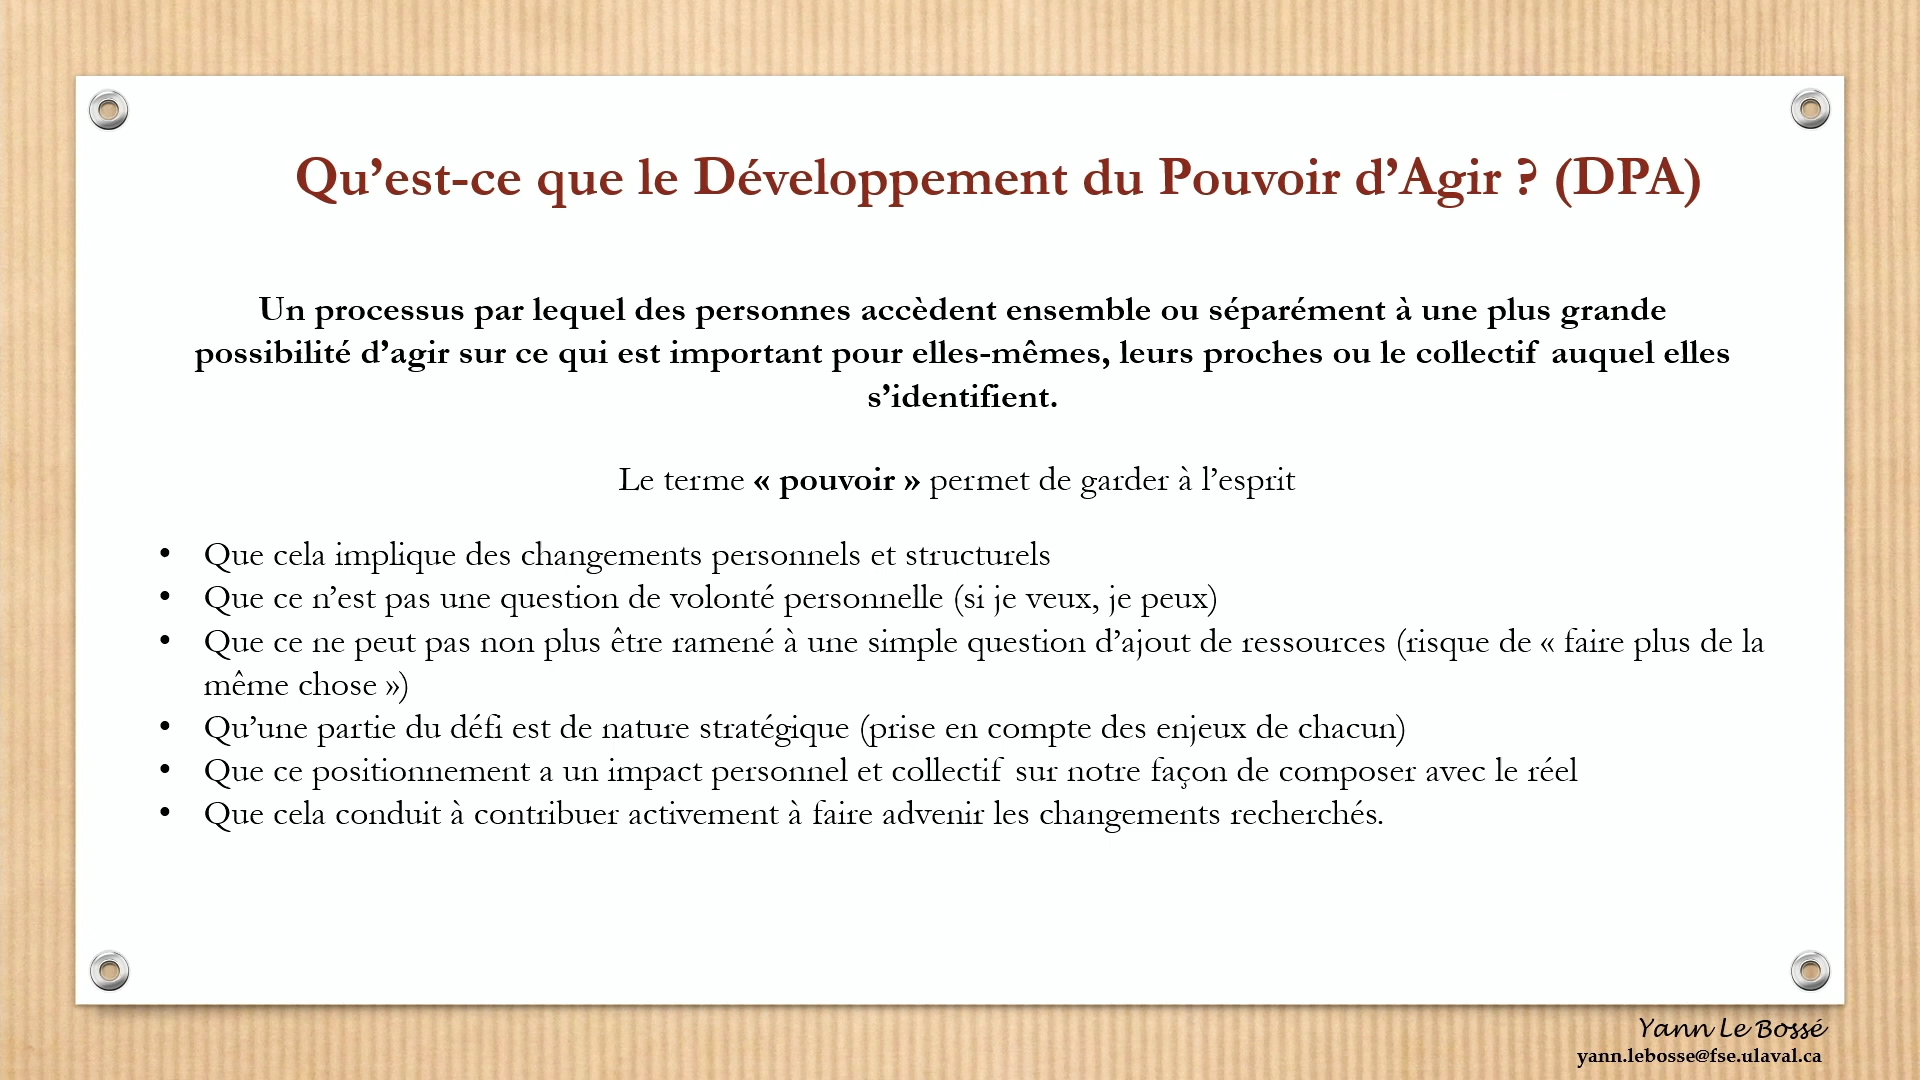 Qu’est-ce que le Développement du Pouvoir d’Agir ? (DPA)
Un processus par lequel des personnes accèdent ensemble ou séparément à une plus grande
possibilité d’agir sur ce qui est important pour elles-mêmes, leurs proches ou le collectif auquel elles
s’identifient.
Le terme « pouvoir » permet de garder à l’esprit
• Que cela implique des changements personnels et structurels
• Que ce n’est pas une question de volonté personnelle (si je veux, je peux)
• Que ce ne peut pas non plus être ramené à une simple question d’ajout de ressources (risque de « faire plus de la
même chose »)
• Qu’une partie du défi est de nature stratégique (prise en compte des enjeux de chacun)
• Que ce positionnement a un impact personnel et collectif sur notre façon de composer avec le réel
• Que cela conduit à contribuer activement à faire advenir les changements recherchés.
Yann Le Bossé
yann.lebosse@fse.ulaval.ca